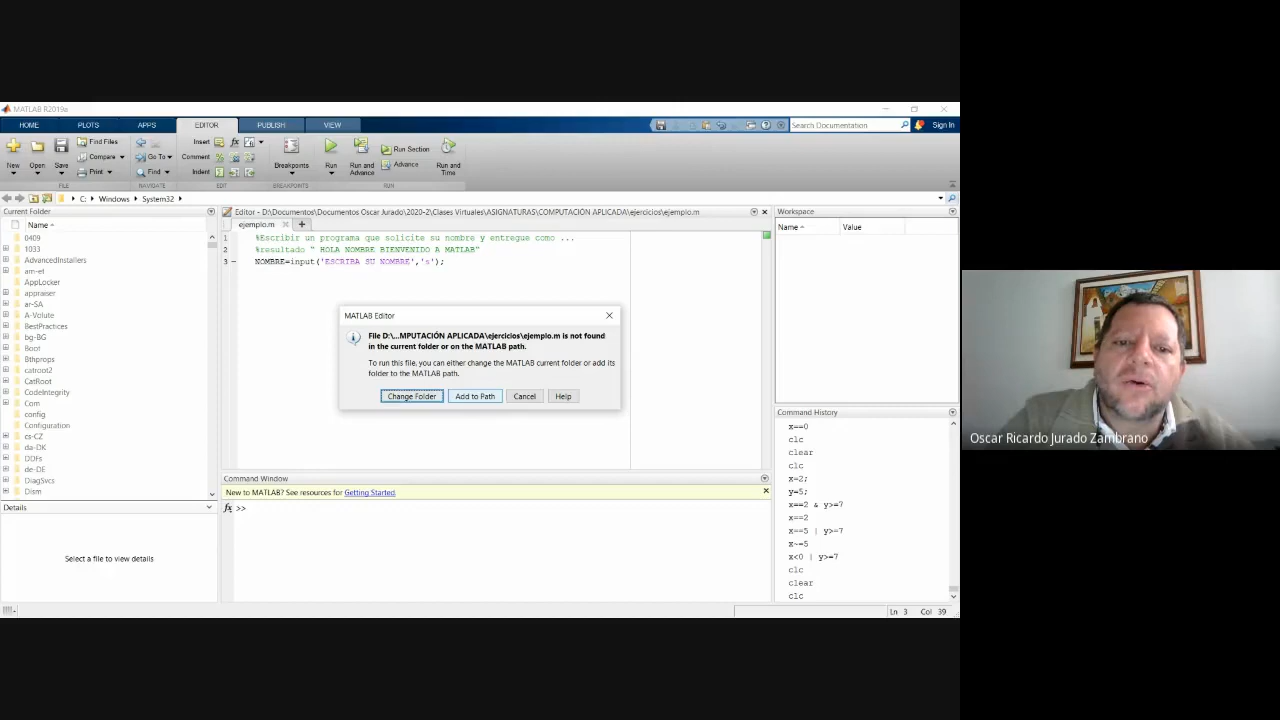 MATLAB R2019a
HOME PLOTS APPS EDITOR PUBLISH VIEW
Search Documentation
Sign In
New Open Save
Find Files
Compare
Print
Go To
Find
Insert
Comment
Indent
Breakpoints
Run
Run and Advance
Run Section
Advance
Run and Time
FILE NAVIGATE EDIT BREAKPOINTS RUN
C: Windows System32
Current Folder
Name
0409
1033
AdvancedInstallers
am-et
AppLocker
appraiser
ar-SA
A-Volute
BestPractices
bg-BG
Boot
Bthprops
catroot2
CatRoot
CodeIntegrity
Com
config
Configuration
cs-CZ
da-DK
DDFs
de-DE
DiagSvcs
Dism
Details
Select a file to view details
Editor - D:\Documentos\Documentos Oscar Jurado\2020-2\Clases Virtuales\ASIGNATURAS\COMPUTACIÓN APLICADA\ejercicios\ejemplo.m
ejemplo.m
1 %Escribir un programa que solicite su nombre y entregue como ...
2 %resultado " HOLA NOMBRE BIENVENIDO A MATLAB"
3 – NOMBRE=input('ESCRIBA SU NOMBRE','s');
MATLAB Editor
File D:\...MPUTACIÓN APLICADA\ejercicios\ejemplo.m is not found
in the current folder or on the MATLAB path.
To run this file, you can either change the MATLAB current folder or add its
folder to the MATLAB path.
Change Folder Add to Path Cancel Help
Command Window
New to MATLAB? See resources for Getting Started.
fx >>
Workspace
Name Value
Command History
x==0
clc
clear
clc
x=2;
y=5;
x==2 & y>=7
x==2
x==5 | y>=7
x~=5
x<0 | y>=7
clc
clear
clc
Ln 3 Col 39
Oscar Ricardo Jurado Zambrano